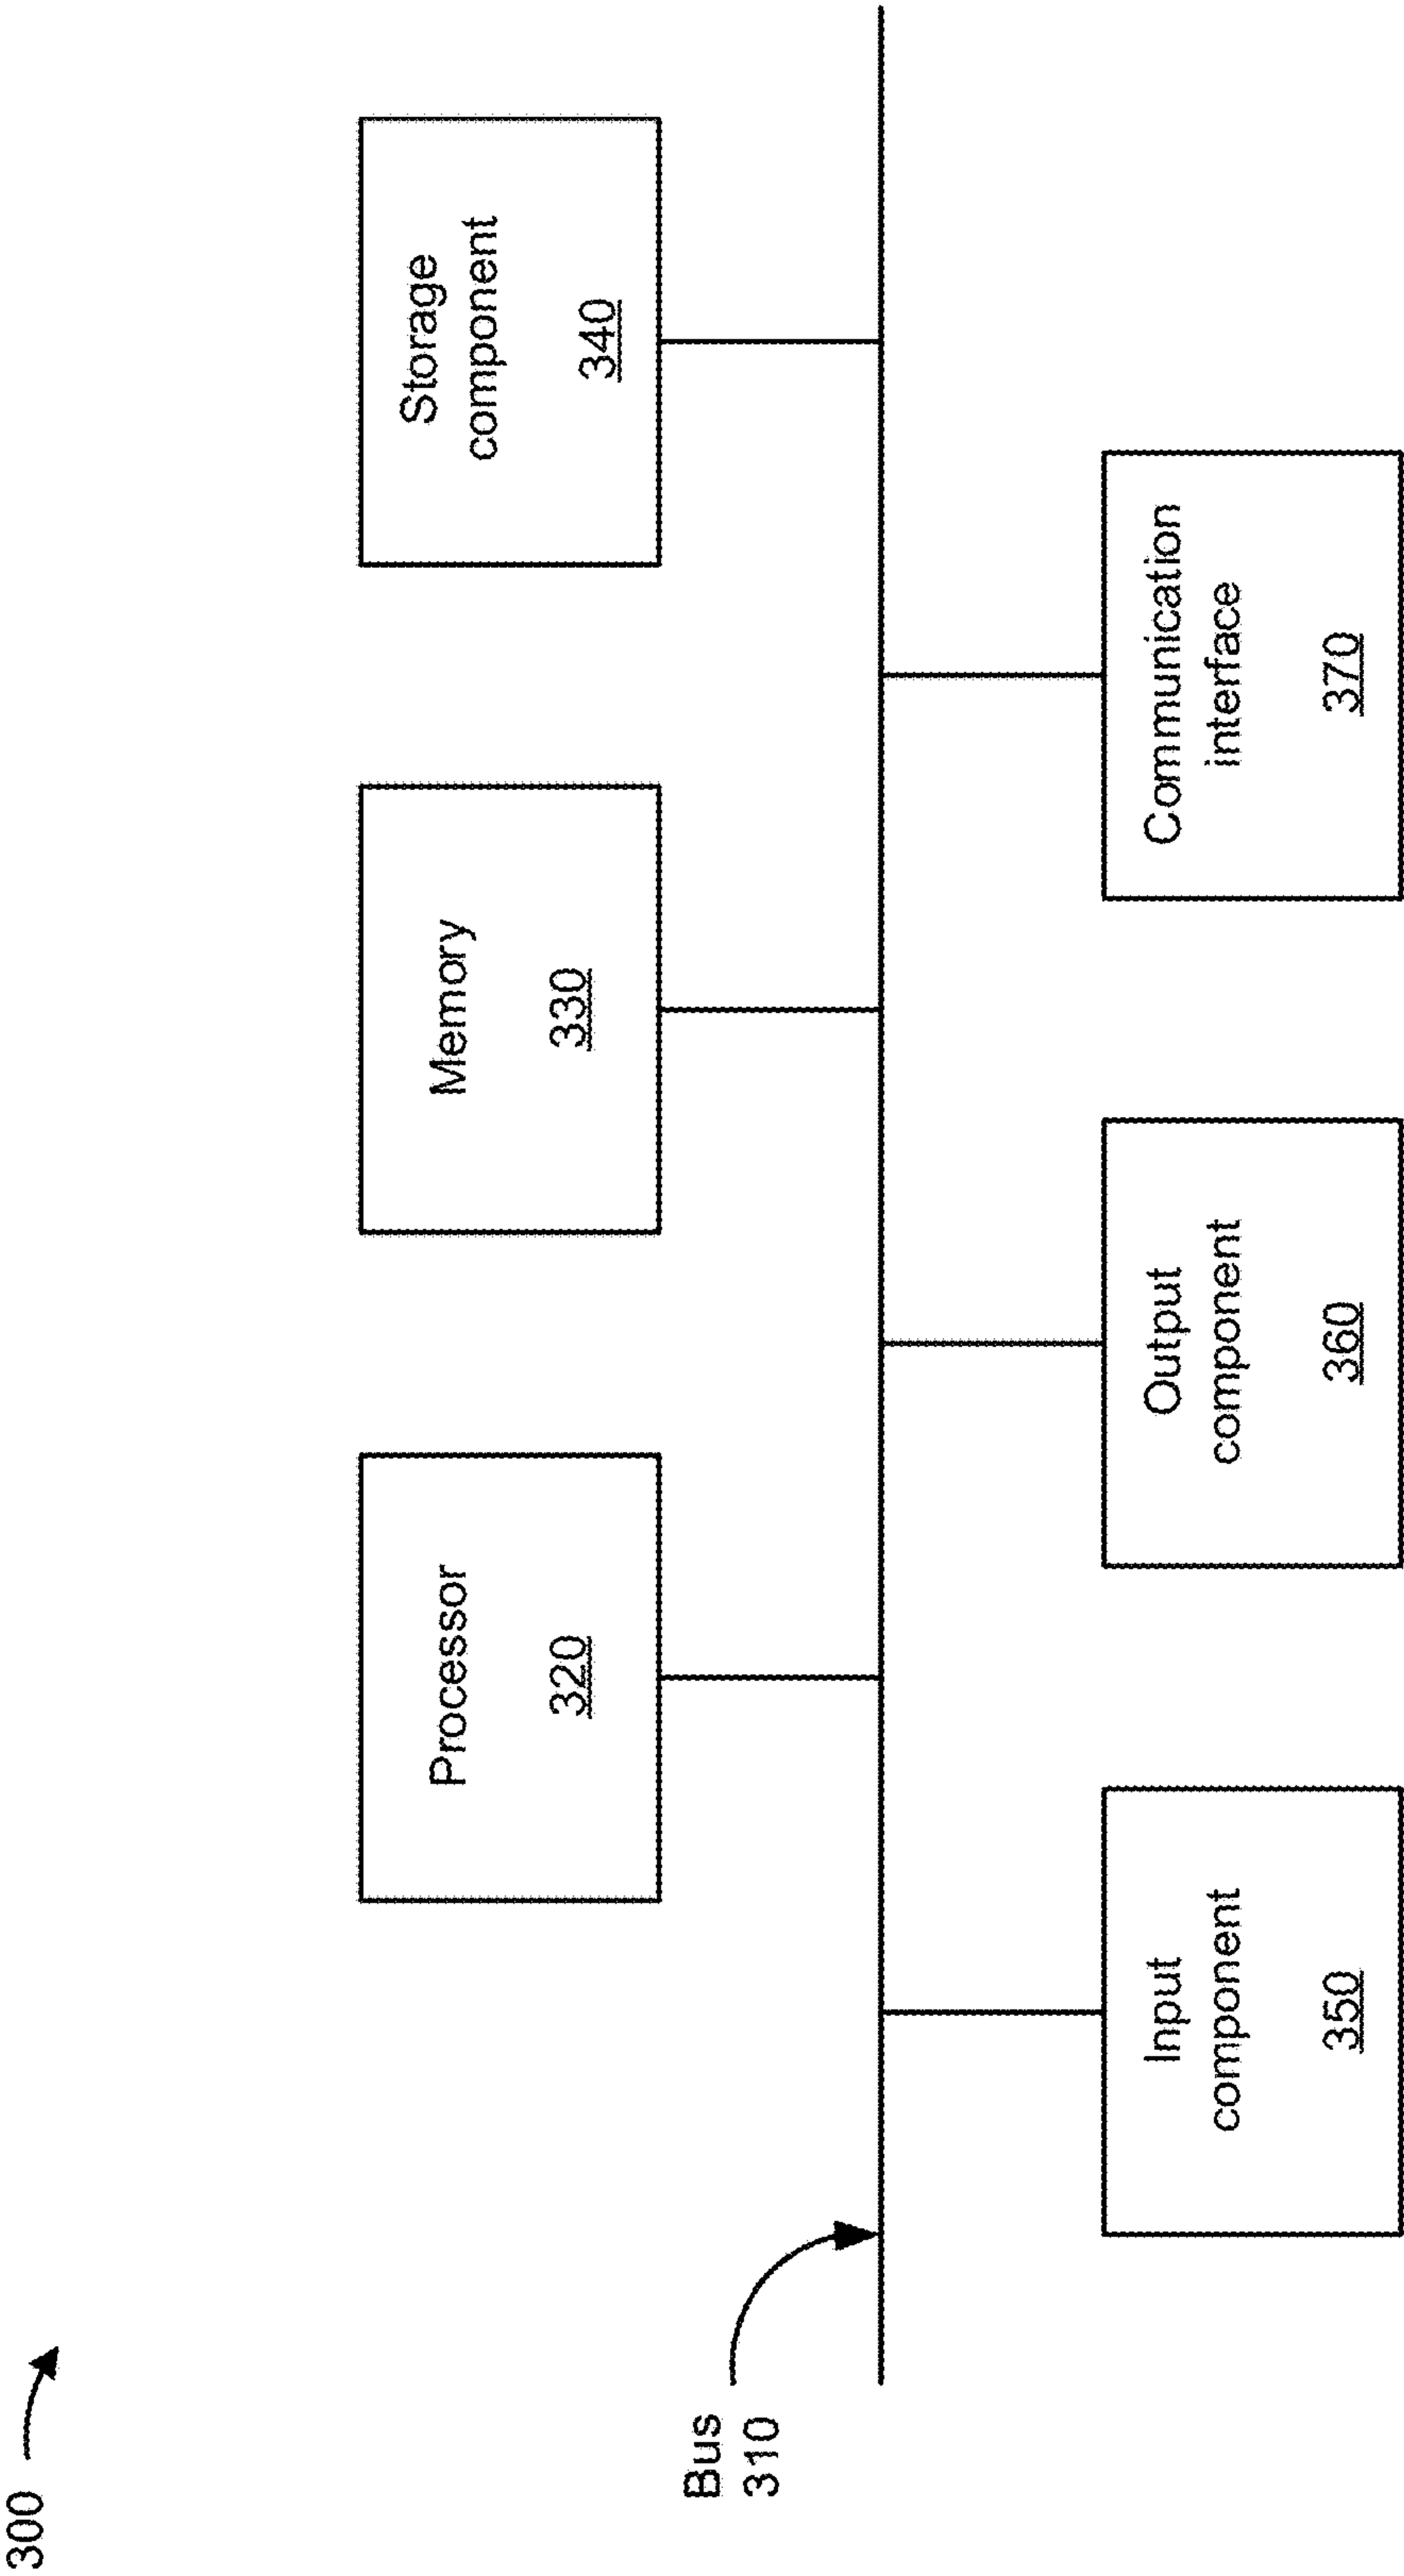 300
Bus
310
Processor
320
Memory
330
Storage
component
340
Input
component
350
Output
component
360
Communication
interface
370